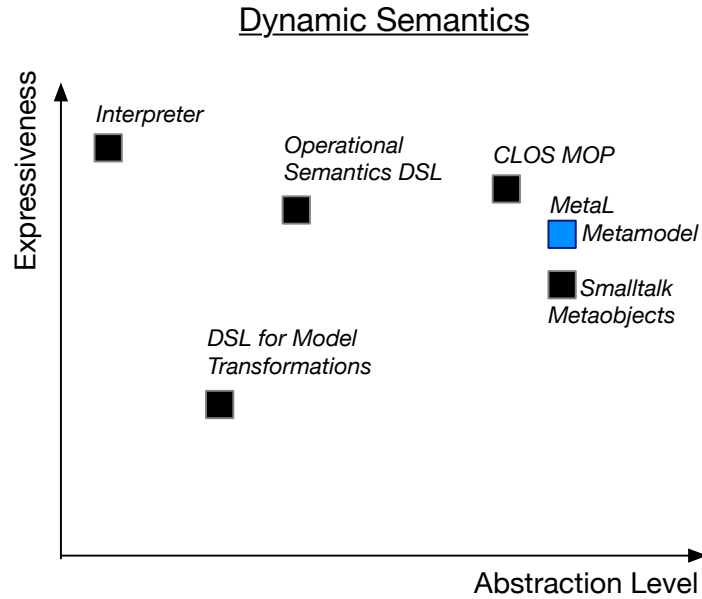 Dynamic Semantics
Expressiveness
Interpreter
Operational
Semantics DSL
CLOS MOP
MetaL
Metamodel
Smalltalk
Metaobjects
DSL for Model
Transformations
Abstraction Level